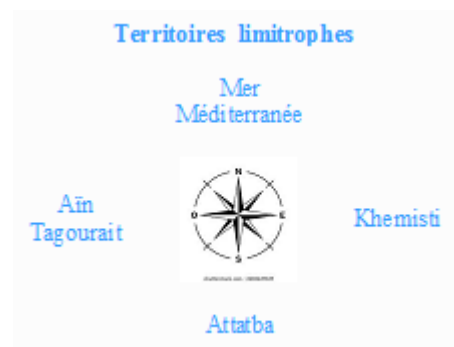 Territoires limitrophes
Mer
Méditerranée
N
Aïn
Tagourait
O
E
Khemisti
S
Attatba